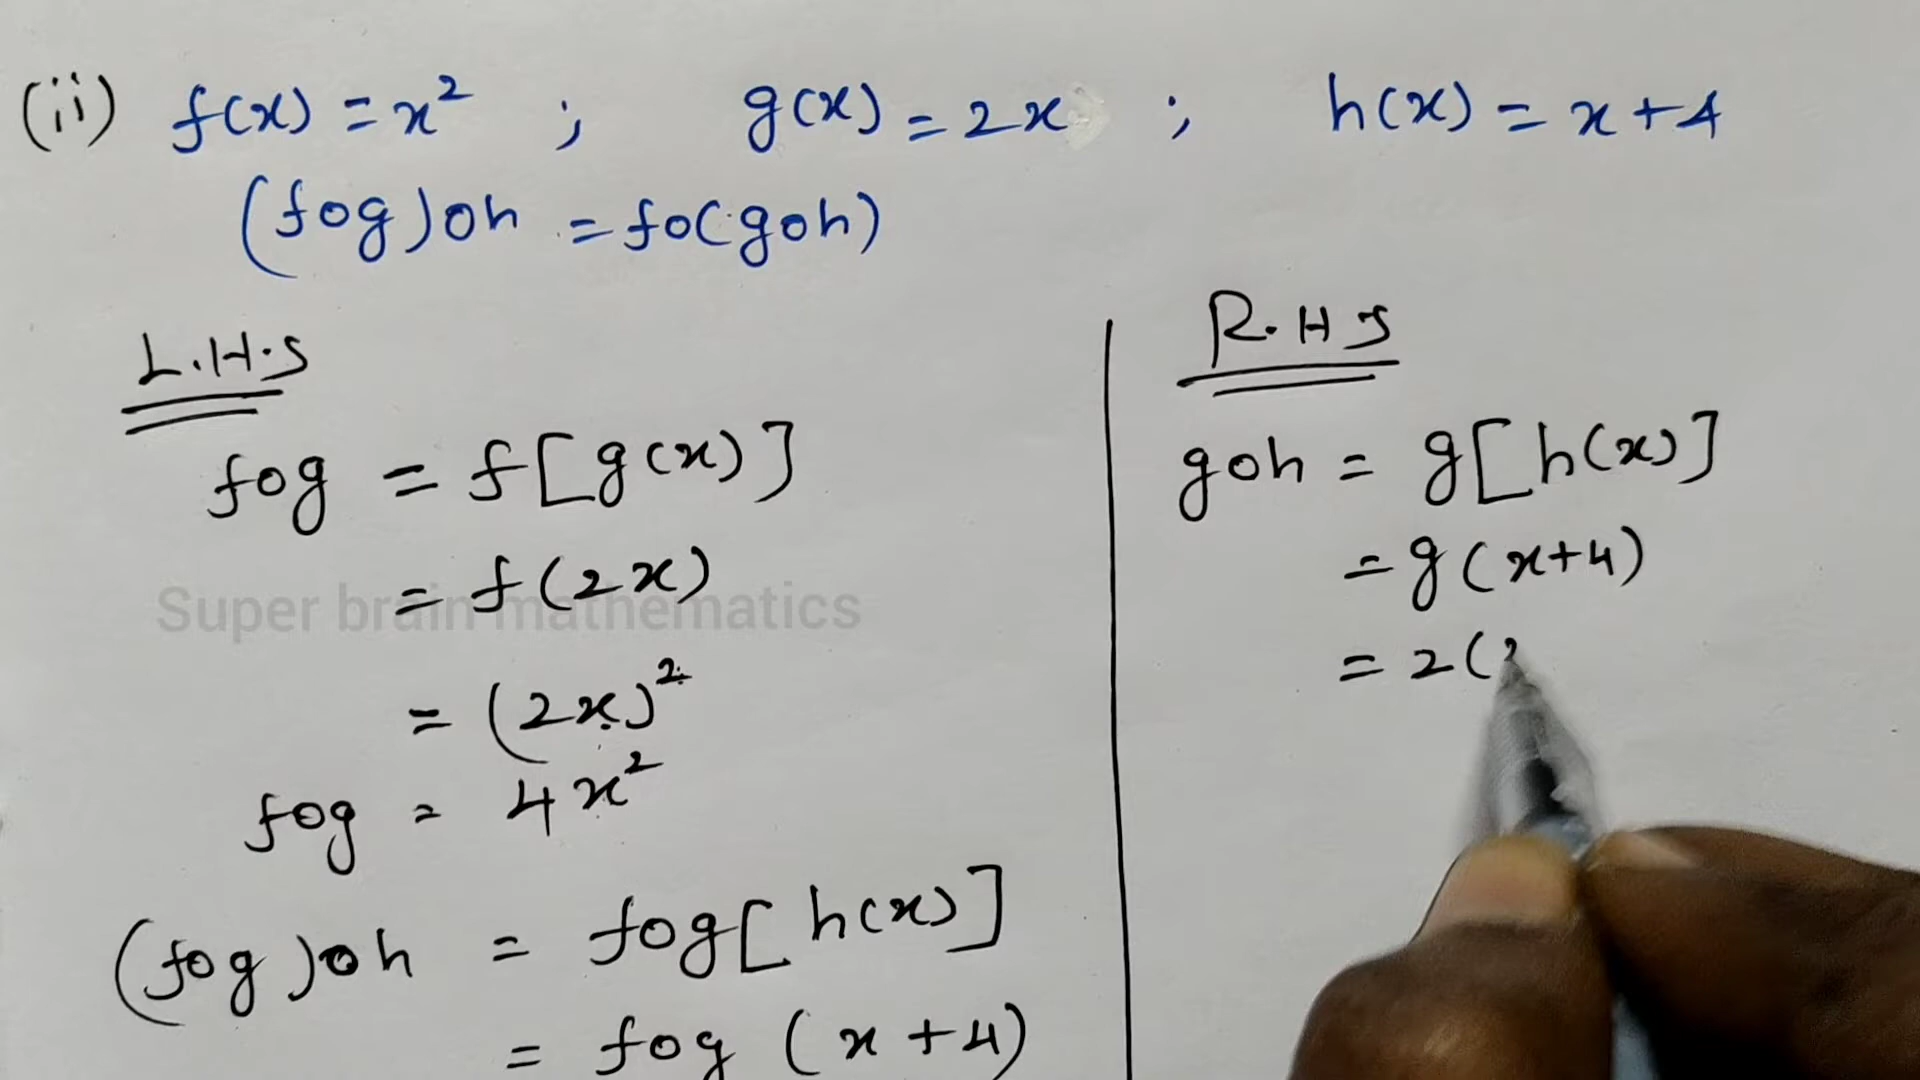 (ii) f(x) = x² ; g(x) = 2x ; h(x) = x+4
(fog)oh = fo(goh)
L.H.S
fog = f[g(x)]
= f(2x)
Super brain mathematics
= (2x)²
fog = 4x²
(fog)oh = fog[h(x)]
= fog (x+4)
R.H.S
goh = g[h(x)]
= g(x+4)
= 2(